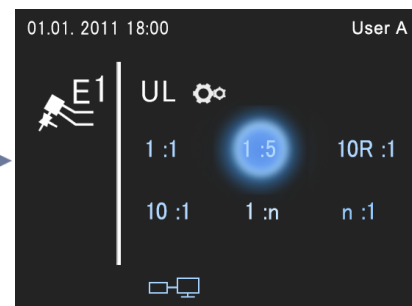 01.01. 2011 18:00 User A
E1
UL
1 :1 1 :5 10R :1
10 :1 1 :n n :1